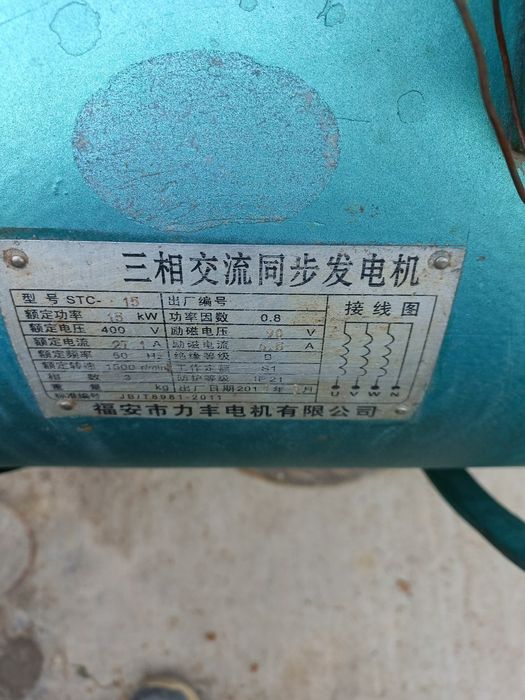 三相交流同步发电机
型号 STC- 15 出厂编号
额定功率 15 kW 功率因数 0.8 接线图
额定电压 400 V 励磁电压 90 V
额定电流 27.1 A 励磁电流 A
额定频率 50 Hz 绝缘等级 B
额定转速 1500 r/min 工作定额 S1
相数 3 防护等级 IP21
重量 kg 出厂日期 201 年 月 U V W N
标准编号 JB/T8981-2011
福安市力丰电机有限公司